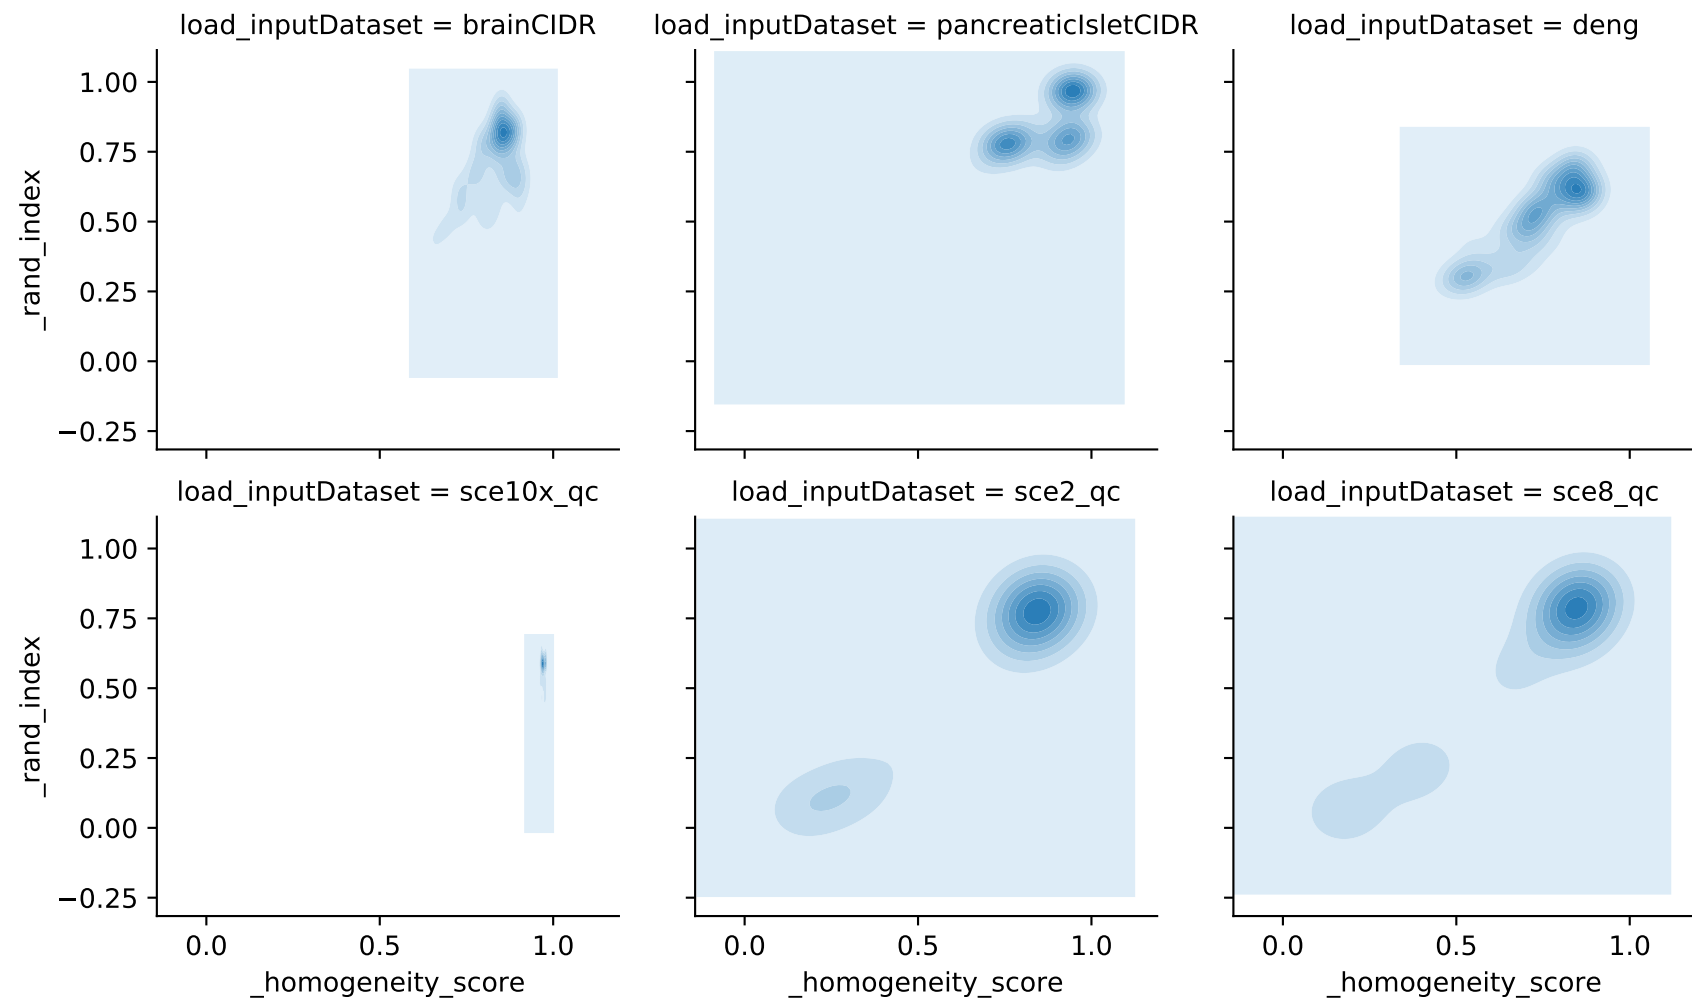 load_inputDataset = brainCIDR
load_inputDataset = pancreaticIsletCIDR
load_inputDataset = deng
1.00
0.75
0.50
0.25
0.00
−0.25
_rand_index
load_inputDataset = sce10x_qc
load_inputDataset = sce2_qc
load_inputDataset = sce8_qc
1.00
0.75
0.50
0.25
0.00
−0.25
_rand_index
0.0 0.5 1.0
0.0 0.5 1.0
0.0 0.5 1.0
_homogeneity_score
_homogeneity_score
_homogeneity_score